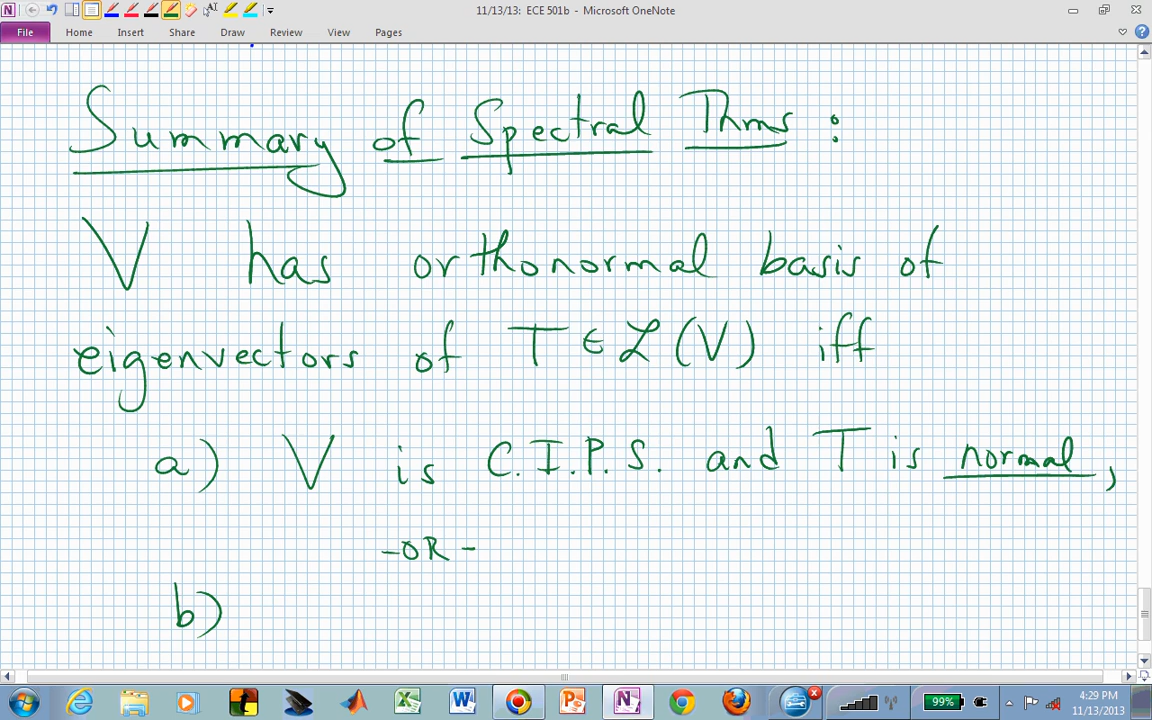 11/13/13: ECE 501b - Microsoft OneNote
File Home Insert Share Draw Review View Pages
Summary of Spectral Thms :
V has orthonormal basis of
eigenvectors of T ∈ ℒ(V) iff
a) V is C.I.P.S. and T is normal,
-OR-
b)
99%
4:29 PM
11/13/2013